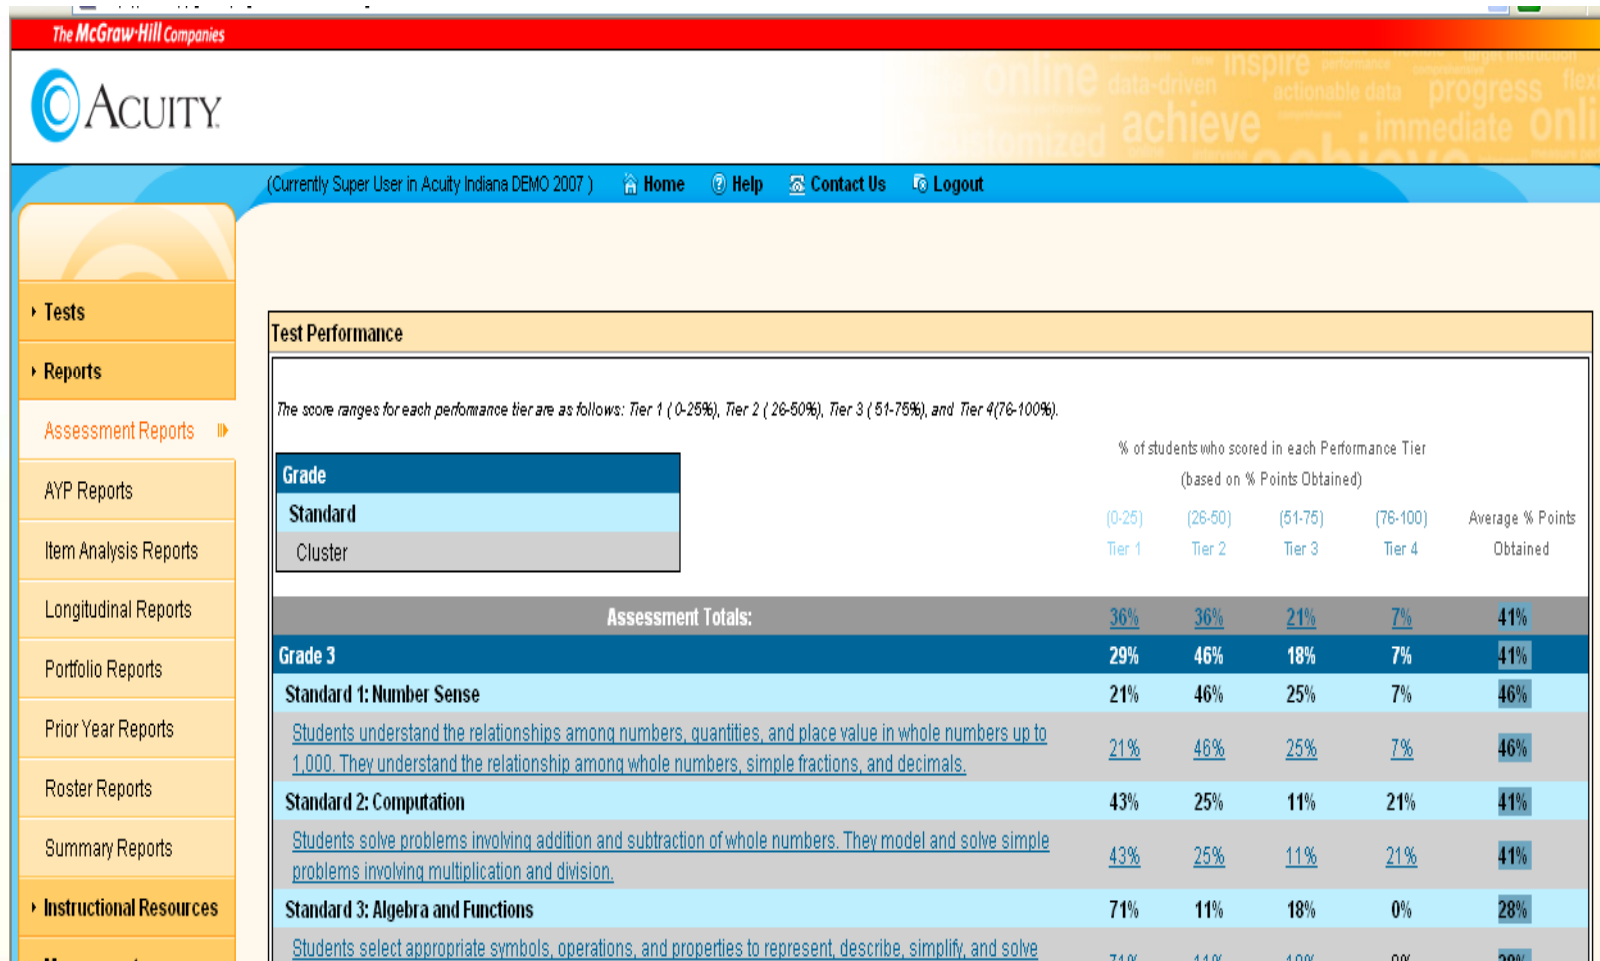 The McGraw·Hill Companies
ACUITY
online data-driven new inspire performance target instruction
actionable data comprehensive progress flexi
customized achieve immediate onli
online achieve
(Currently Super User in Acuity Indiana DEMO 2007 ) Home Help Contact Us Logout
Tests
Reports
Assessment Reports
AYP Reports
Item Analysis Reports
Longitudinal Reports
Portfolio Reports
Prior Year Reports
Roster Reports
Summary Reports
Instructional Resources
Test Performance
The score ranges for each performance tier are as follows: Tier 1 ( 0-25%), Tier 2 ( 26-50%), Tier 3 ( 51-75%), and Tier 4(76-100%).
Grade
Standard
Cluster
% of students who scored in each Performance Tier
(based on % Points Obtained)
(0-25) (26-50) (51-75) (76-100) Average % Points
Tier 1 Tier 2 Tier 3 Tier 4 Obtained
Assessment Totals: 36% 36% 21% 7% 41%
Grade 3 29% 46% 18% 7% 41%
Standard 1: Number Sense 21% 46% 25% 7% 46%
Students understand the relationships among numbers, quantities, and place value in whole numbers up to
1,000. They understand the relationship among whole numbers, simple fractions, and decimals. 21% 46% 25% 7% 46%
Standard 2: Computation 43% 25% 11% 21% 41%
Students solve problems involving addition and subtraction of whole numbers. They model and solve simple
problems involving multiplication and division. 43% 25% 11% 21% 41%
Standard 3: Algebra and Functions 71% 11% 18% 0% 28%
Students select appropriate symbols, operations, and properties to represent, describe, simplify, and solve